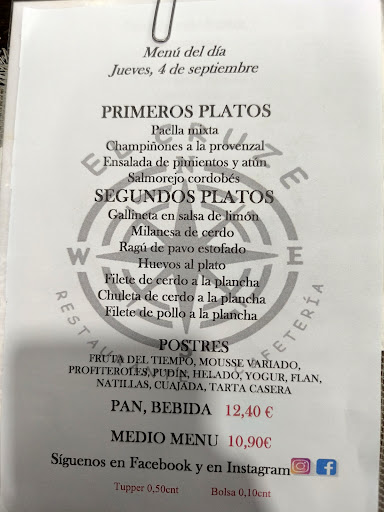 Menú del día
Jueves, 4 de septiembre
PRIMEROS PLATOS
Paella mixta
Champiñones a la provenzal
Ensalada de pimientos y atún
Salmorejo cordobés
SEGUNDOS PLATOS
Gallineta en salsa de limón
Milanesa de cerdo
Ragú de pavo estofado
Huevos al plato
Filete de cerdo a la plancha
Chuleta de cerdo a la plancha
Filete de pollo a la plancha
POSTRES
FRUTA DEL TIEMPO, MOUSSE VARIADO,
PROFITEROLES, PUDÍN, HELADO, YOGUR, FLAN,
NATILLAS, CUAJADA, TARTA CASERA
PAN, BEBIDA 12,40 €
MEDIO MENU 10,90€
Síguenos en Facebook y en Instagram
Tupper 0,50cnt Bolsa 0,10cnt
EL CRUZE
N
W E